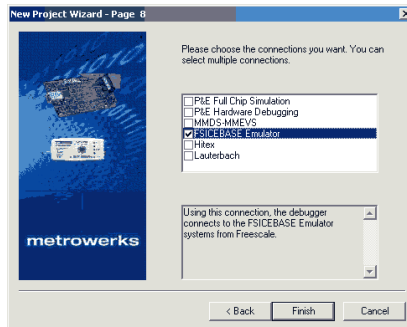 New Project Wizard - Page 8
Please choose the connections you want. You can
select multiple connections.
P&E Full Chip Simulation
P&E Hardware Debugging
MMDS-MMEVS
FSICEBASE Emulator
Hitex
Lauterbach
Using this connection, the debugger
connects to the FSICEBASE Emulator
systems from Freescale.
metrowerks
< Back
Finish
Cancel